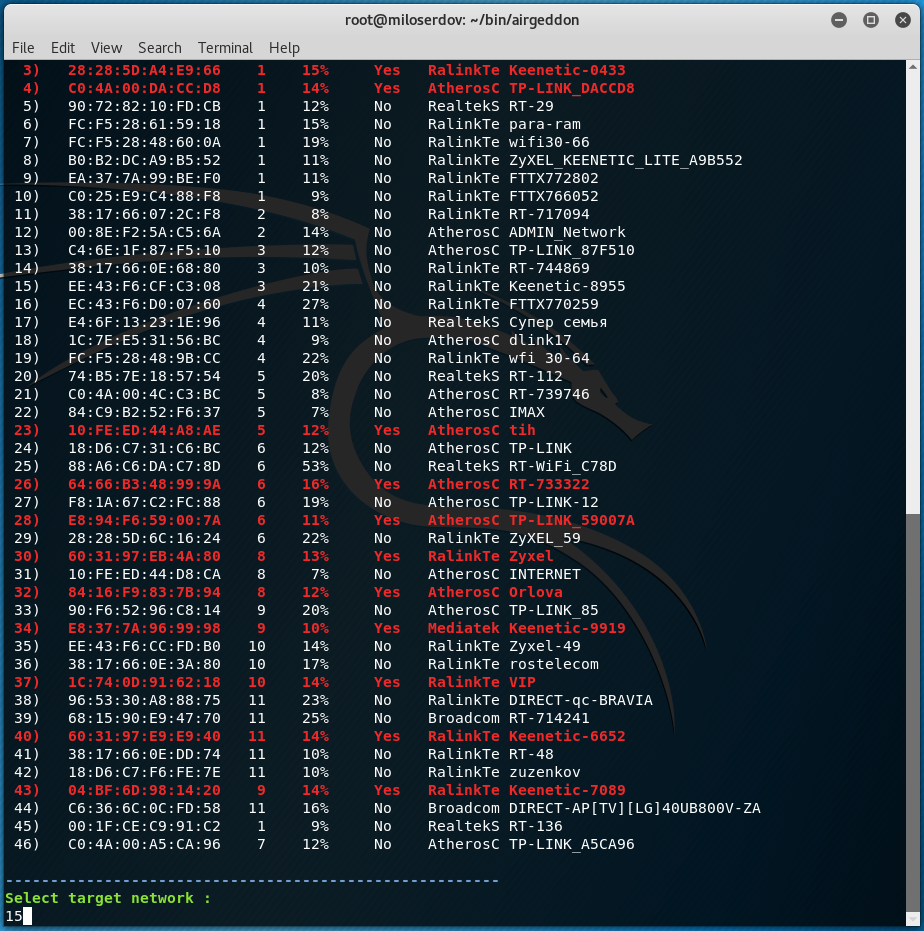 root@miloserdov: ~/bin/airgeddon
File Edit View Search Terminal Help
3) 28:28:5D:A4:E9:66 1 15% Yes RalinkTe Keenetic-0433
4) C0:4A:00:DA:CC:D8 1 14% Yes AtherosC TP-LINK_DACCD8
5) 90:72:82:10:FD:CB 1 12% No RealtekS RT-29
6) FC:F5:28:61:59:18 1 15% No RalinkTe para-ram
7) FC:F5:28:48:60:0A 1 19% No RalinkTe wifi30-66
8) B0:B2:DC:A9:B5:52 1 11% No RalinkTe ZyXEL_KEENETIC_LITE_A9B552
9) EA:37:7A:99:BE:F0 1 11% No RalinkTe FTTX772802
10) C0:25:E9:C4:88:F8 1 9% No RalinkTe FTTX766052
11) 38:17:66:07:2C:F8 2 8% No RalinkTe RT-717094
12) 00:8E:F2:5A:C5:6A 2 14% No AtherosC ADMIN_Network
13) C4:6E:1F:87:F5:10 3 12% No AtherosC TP-LINK_87F510
14) 38:17:66:0E:68:80 3 10% No RalinkTe RT-744869
15) EE:43:F6:CF:C3:08 3 21% No RalinkTe Keenetic-8955
16) EC:43:F6:D0:07:60 4 27% No RalinkTe FTTX770259
17) E4:6F:13:23:1E:96 4 11% No RealtekS Супер семья
18) 1C:7E:E5:31:56:BC 4 9% No AtherosC dlink17
19) FC:F5:28:48:9B:CC 4 22% No RalinkTe wfi 30-64
20) 74:B5:7E:18:57:54 5 20% No RealtekS RT-112
21) C0:4A:00:4C:C3:BC 5 8% No AtherosC RT-739746
22) 84:C9:B2:52:F6:37 5 7% No AtherosC IMAX
23) 10:FE:ED:44:A8:AE 5 12% Yes AtherosC tih
24) 18:D6:C7:31:C6:BC 6 12% No AtherosC TP-LINK
25) 88:A6:C6:DA:C7:8D 6 53% No RealtekS RT-WiFi_C78D
26) 64:66:B3:48:99:9A 6 16% Yes AtherosC RT-733322
27) F8:1A:67:C2:FC:88 6 19% No AtherosC TP-LINK-12
28) E8:94:F6:59:00:7A 6 11% Yes AtherosC TP-LINK_59007A
29) 28:28:5D:6C:16:24 6 22% No RalinkTe ZyXEL_59
30) 60:31:97:EB:4A:80 8 13% Yes RalinkTe Zyxel
31) 10:FE:ED:44:D8:CA 8 7% No AtherosC INTERNET
32) 84:16:F9:83:7B:94 8 12% Yes AtherosC Orlova
33) 90:F6:52:96:C8:14 9 20% No AtherosC TP-LINK_85
34) E8:37:7A:96:99:98 9 10% Yes Mediatek Keenetic-9919
35) EE:43:F6:CC:FD:B0 10 14% No RalinkTe Zyxel-49
36) 38:17:66:0E:3A:80 10 17% No RalinkTe rostelecom
37) 1C:74:0D:91:62:18 10 14% Yes RalinkTe VIP
38) 96:53:30:A8:88:75 11 23% No RalinkTe DIRECT-qc-BRAVIA
39) 68:15:90:E9:47:70 11 25% No Broadcom RT-714241
40) 60:31:97:E9:E9:40 11 14% Yes RalinkTe Keenetic-6652
41) 38:17:66:0E:DD:74 11 10% No RalinkTe RT-48
42) 18:D6:C7:F6:FE:7E 11 10% No RalinkTe zuzenkov
43) 04:BF:6D:98:14:20 9 14% Yes RalinkTe Keenetic-7089
44) C6:36:6C:0C:FD:58 11 16% No Broadcom DIRECT-AP[TV][LG]40UB800V-ZA
45) 00:1F:CE:C9:91:C2 1 9% No RealtekS RT-136
46) C0:4A:00:A5:CA:96 7 12% No AtherosC TP-LINK_A5CA96
-------------------------------------------------------
Select target network :
15